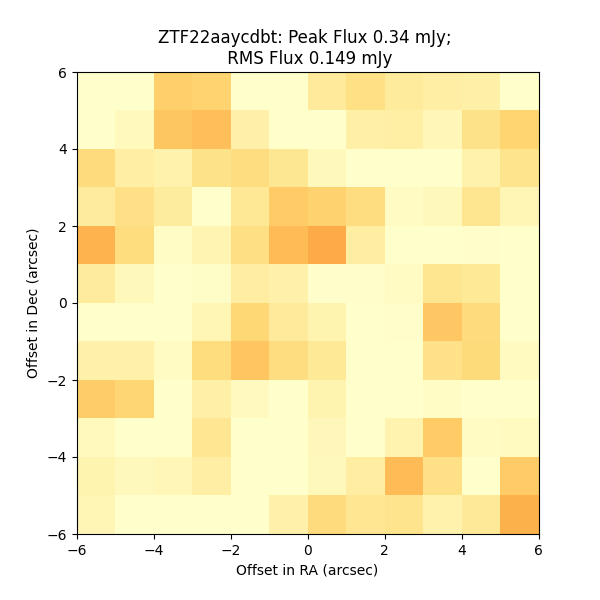 ZTF22aaycdbt: Peak Flux 0.34 mJy;
RMS Flux 0.149 mJy
6
4
2
0
−2
−4
−6
Offset in Dec (arcsec)
−6 −4 −2 0 2 4 6
Offset in RA (arcsec)